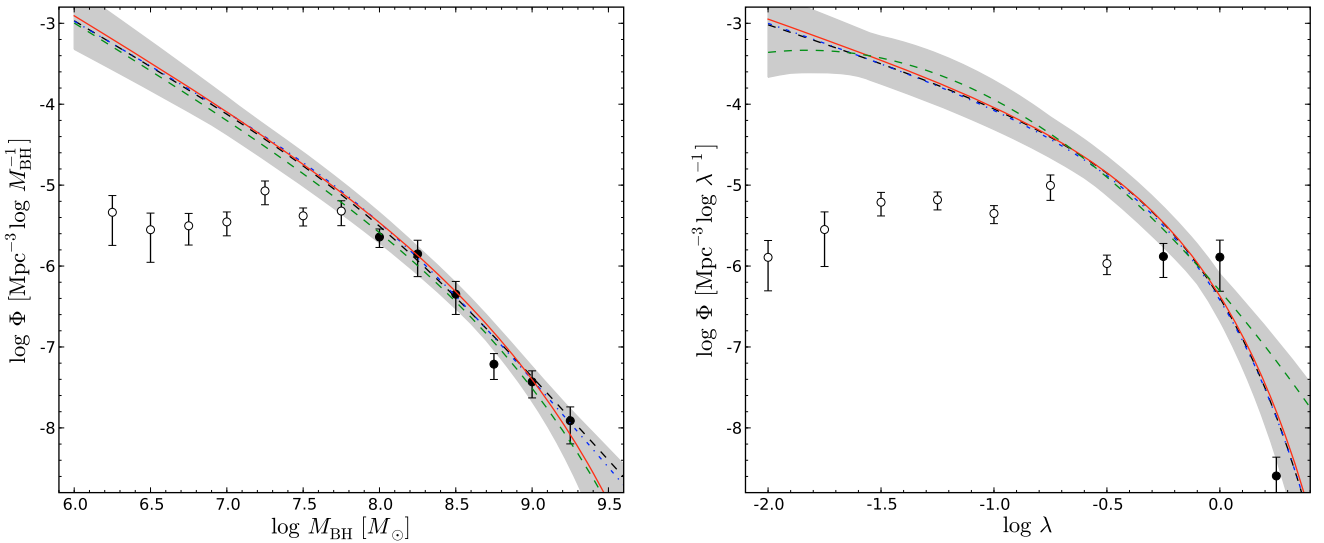 -3
-4
-5
-6
-7
-8
6.0 6.5 7.0 7.5 8.0 8.5 9.0 9.5
log M_BH [M_⊙]
log Φ [Mpc^-3 log M_BH^-1]
-3
-4
-5
-6
-7
-8
-2.0 -1.5 -1.0 -0.5 0.0
log λ
log Φ [Mpc^-3 log λ^-1]